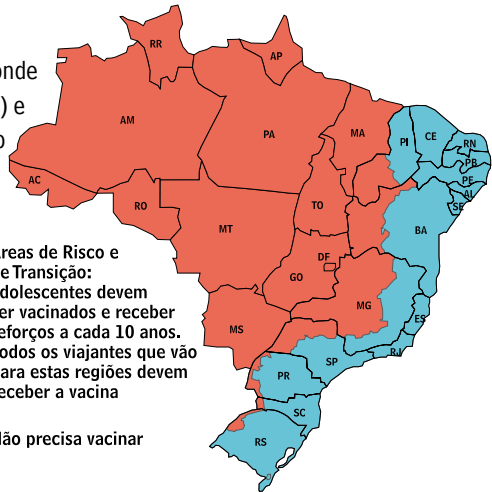 onde
) e
o
reas de Risco e
e Transição:
dolescentes devem
er vacinados e receber
eforços a cada 10 anos.
odos os viajantes que vão
ara estas regiões devem
eceber a vacina
ão precisa vacinar
RR
AP
AM
PA
MA
PI
CE
RN
PB
PE
AL
SE
AC
RO
TO
BA
MT
DF
GO
MG
ES
MS
SP
RJ
PR
SC
RS